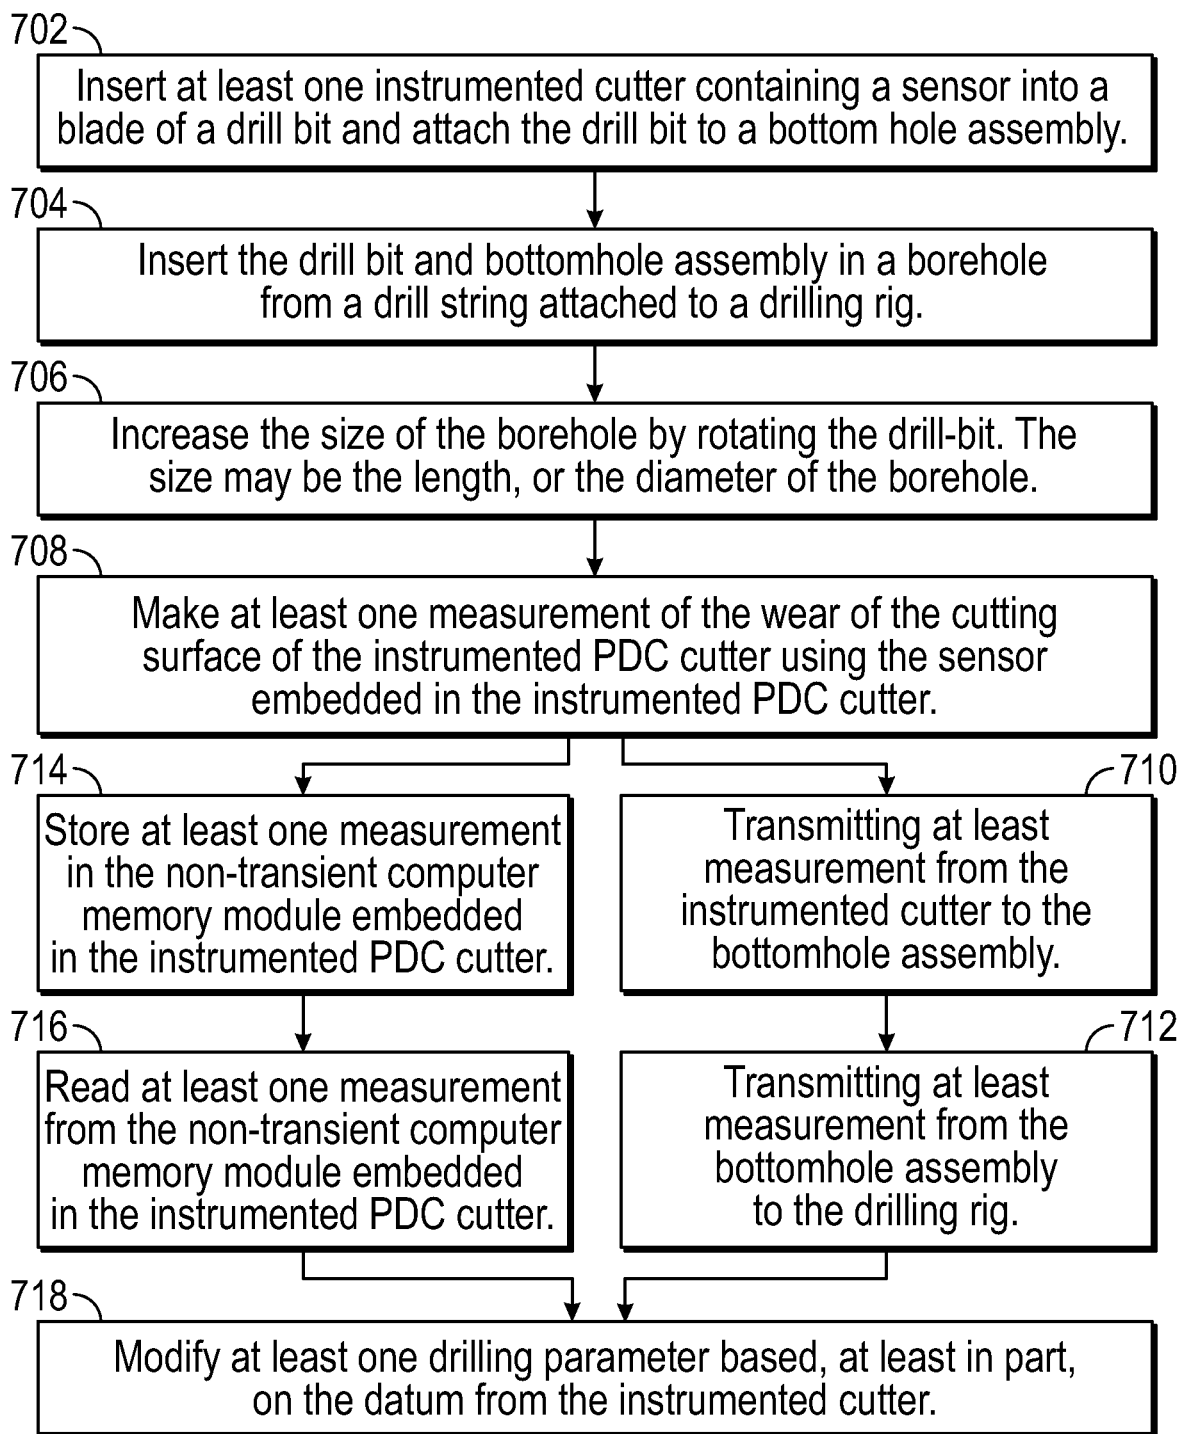 702
Insert at least one instrumented cutter containing a sensor into a
blade of a drill bit and attach the drill bit to a bottom hole assembly.
704
Insert the drill bit and bottomhole assembly in a borehole
from a drill string attached to a drilling rig.
706
Increase the size of the borehole by rotating the drill-bit. The
size may be the length, or the diameter of the borehole.
708
Make at least one measurement of the wear of the cutting
surface of the instrumented PDC cutter using the sensor
embedded in the instrumented PDC cutter.
714
Store at least one measurement
in the non-transient computer
memory module embedded
in the instrumented PDC cutter.
710
Transmitting at least
measurement from the
instrumented cutter to the
bottomhole assembly.
716
Read at least one measurement
from the non-transient computer
memory module embedded
in the instrumented PDC cutter.
712
Transmitting at least
measurement from the
bottomhole assembly
to the drilling rig.
718
Modify at least one drilling parameter based, at least in part,
on the datum from the instrumented cutter.